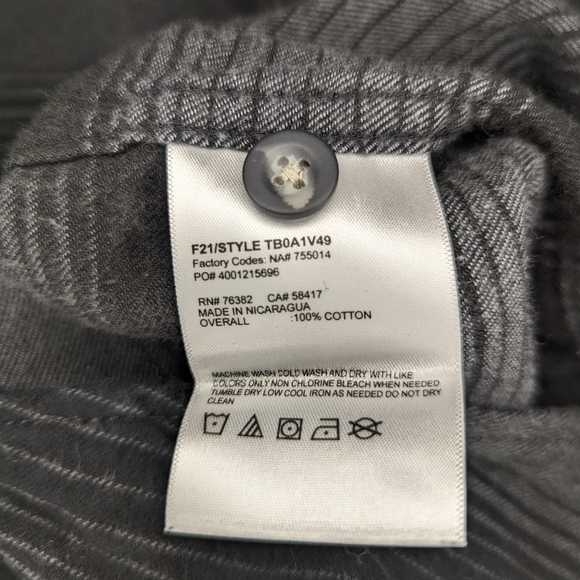 F21/STYLE TB0A1V49
Factory Codes: NA# 755014
PO# 4001215696
RN# 76382 CA# 58417
MADE IN NICARAGUA
OVERALL :100% COTTON
MACHINE WASH COLD WASH AND DRY WITH LIKE
COLORS ONLY NON CHLORINE BLEACH WHEN NEEDED
TUMBLE DRY LOW COOL IRON AS NEEDED DO NOT DRY
CLEAN